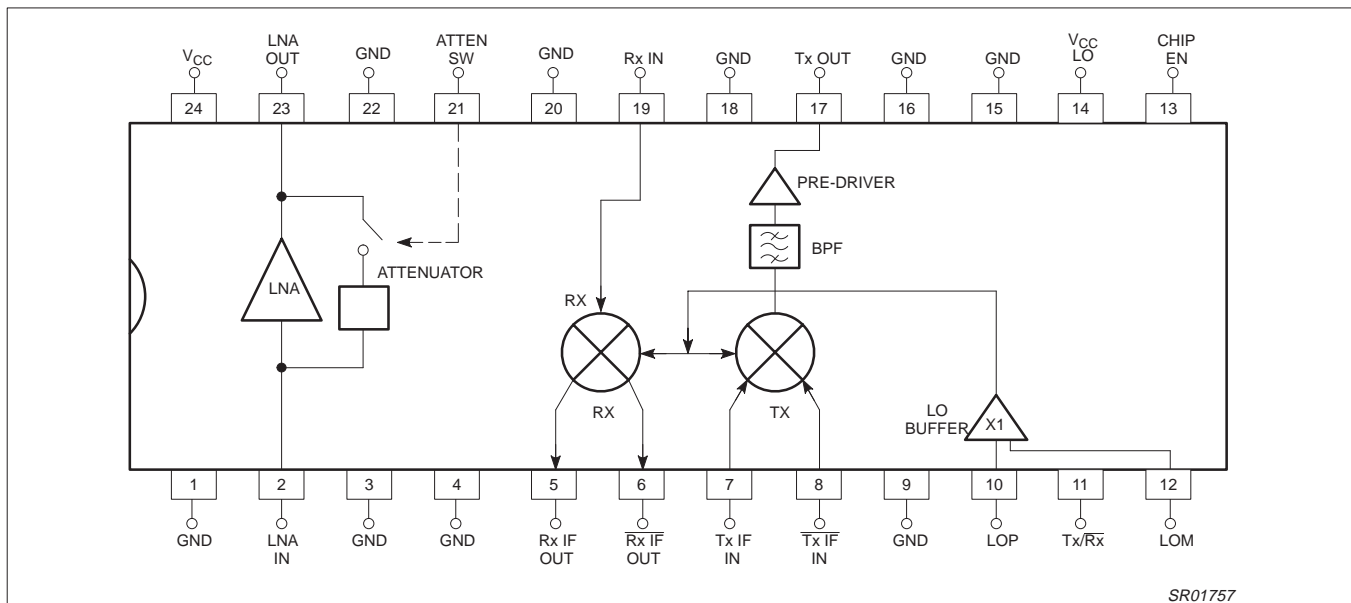 VCC
LNA
OUT
GND
ATTEN
SW
GND
Rx IN
GND
Tx OUT
GND
GND
VCC
LO
CHIP
EN
24
23
22
21
20
19
18
17
16
15
14
13
PRE-DRIVER
BPF
ATTENUATOR
LNA
RX
RX
TX
LO
BUFFER
X1
1
2
3
4
5
6
7
8
9
10
11
12
GND
LNA
IN
GND
GND
Rx IF
OUT
Rx IF
OUT
Tx IF
IN
Tx IF
IN
GND
LOP
Tx/Rx
LOM
SR01757